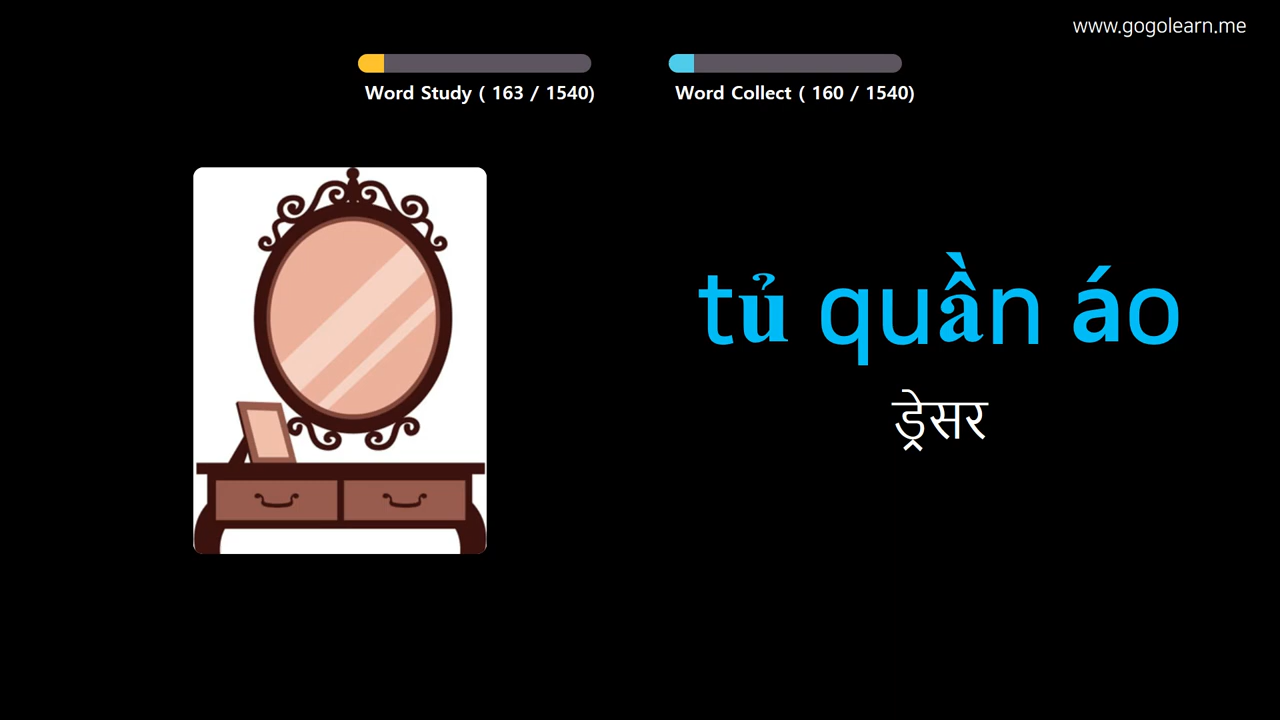 www.gogolearn.me
Word Study ( 163 / 1540)
Word Collect ( 160 / 1540)
tủ quần áo
ड्रेसर